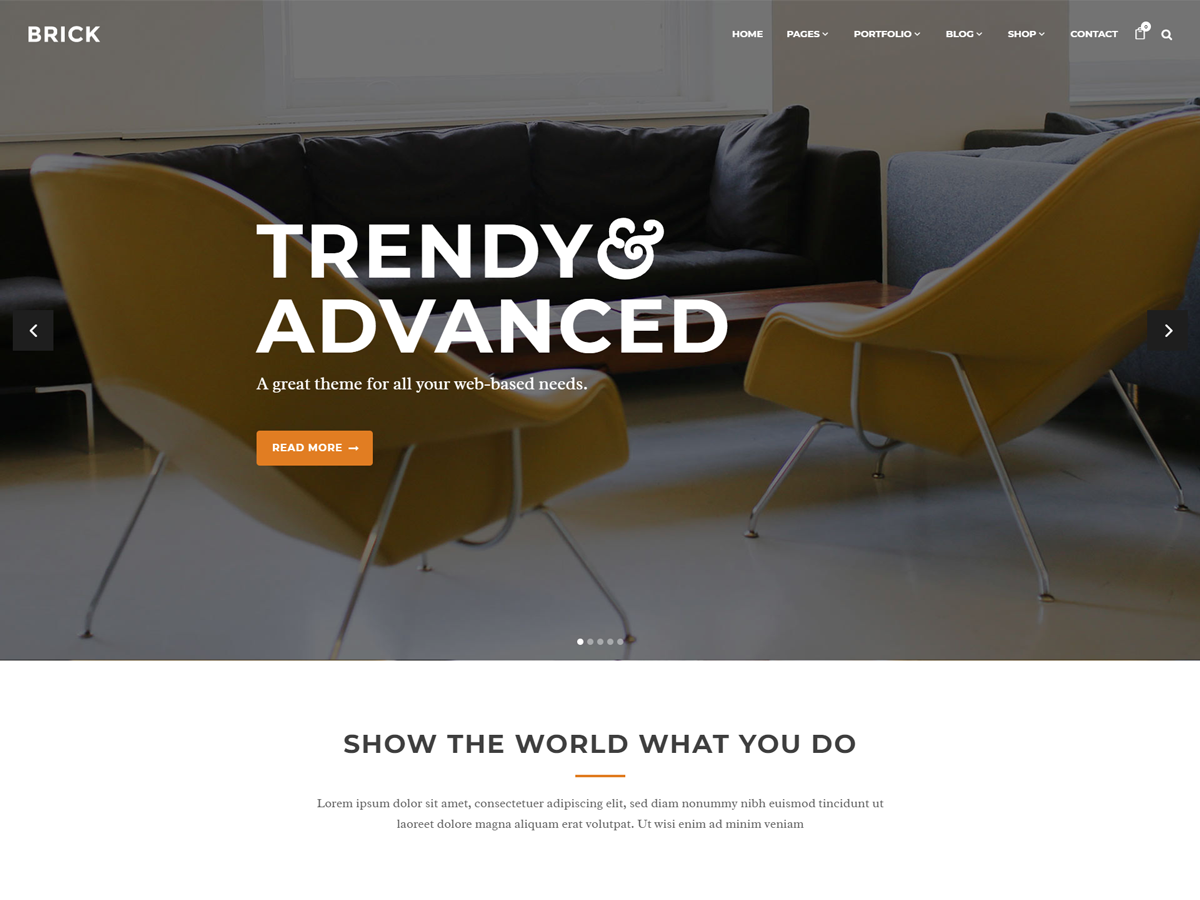 BRICK
HOME PAGES PORTFOLIO BLOG SHOP CONTACT 0
TRENDY&
ADVANCED
A great theme for all your web-based needs.
READ MORE →
SHOW THE WORLD WHAT YOU DO
Lorem ipsum dolor sit amet, consectetuer adipiscing elit, sed diam nonummy nibh euismod tincidunt ut
laoreet dolore magna aliquam erat volutpat. Ut wisi enim ad minim veniam